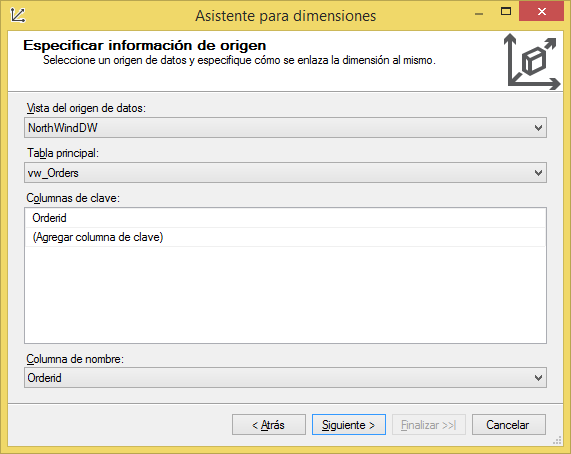 Asistente para dimensiones
Especificar información de origen
Seleccione un origen de datos y especifique cómo se enlaza la dimensión al mismo.
Vista del origen de datos:
NorthWindDW
Tabla principal:
vw_Orders
Columnas de clave:
Orderid
(Agregar columna de clave)
Columna de nombre:
Orderid
< Atrás
Siguiente >
Finalizar >>|
Cancelar